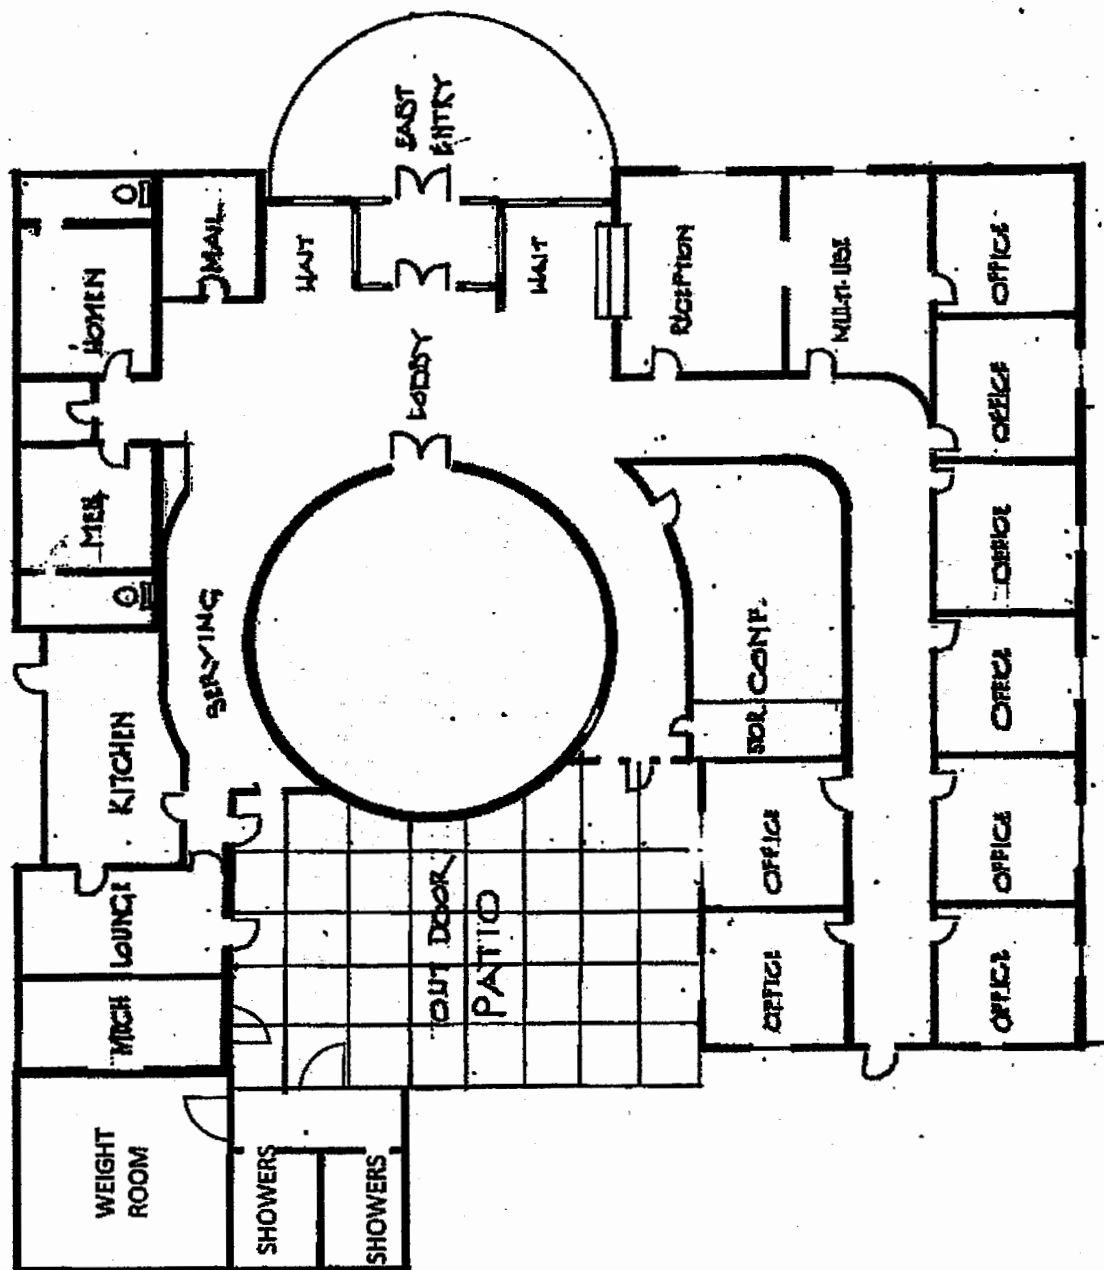 EAST
ENTRY
WOMEN
MAIL
WAIT
WAIT
RECEPTION
MULTI-USE
OFFICE
LOBBY
OFFICE
MEN
SERVING
OFFICE
STOR.
CONF.
OFFICE
KITCHEN
LOUNGE
OUT DOOR
PATIO
OFFICE
OFFICE
MECH
OFFICE
OFFICE
WEIGHT
ROOM
SHOWERS
SHOWERS